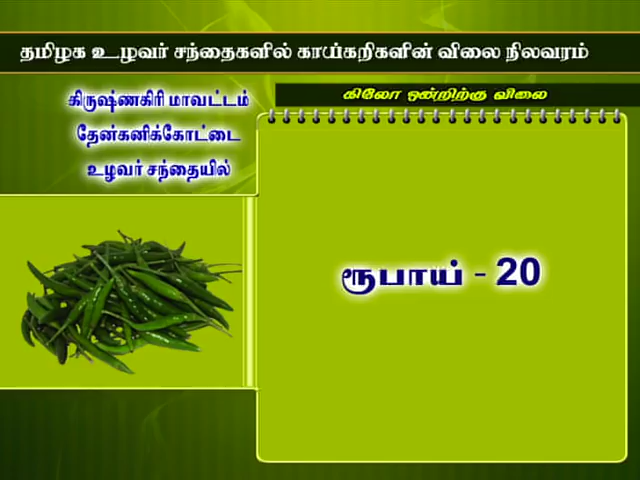 தமிழக உழவர் சந்தைகளில் காய்கறிகளின் விலை நிலவரம்
கிருஷ்ணகிரி மாவட்டம்
தேன்கனிக்கோட்டை
உழவர் சந்தையில்
கிலோ ஒன்றிற்கு விலை
ரூபாய் - 20